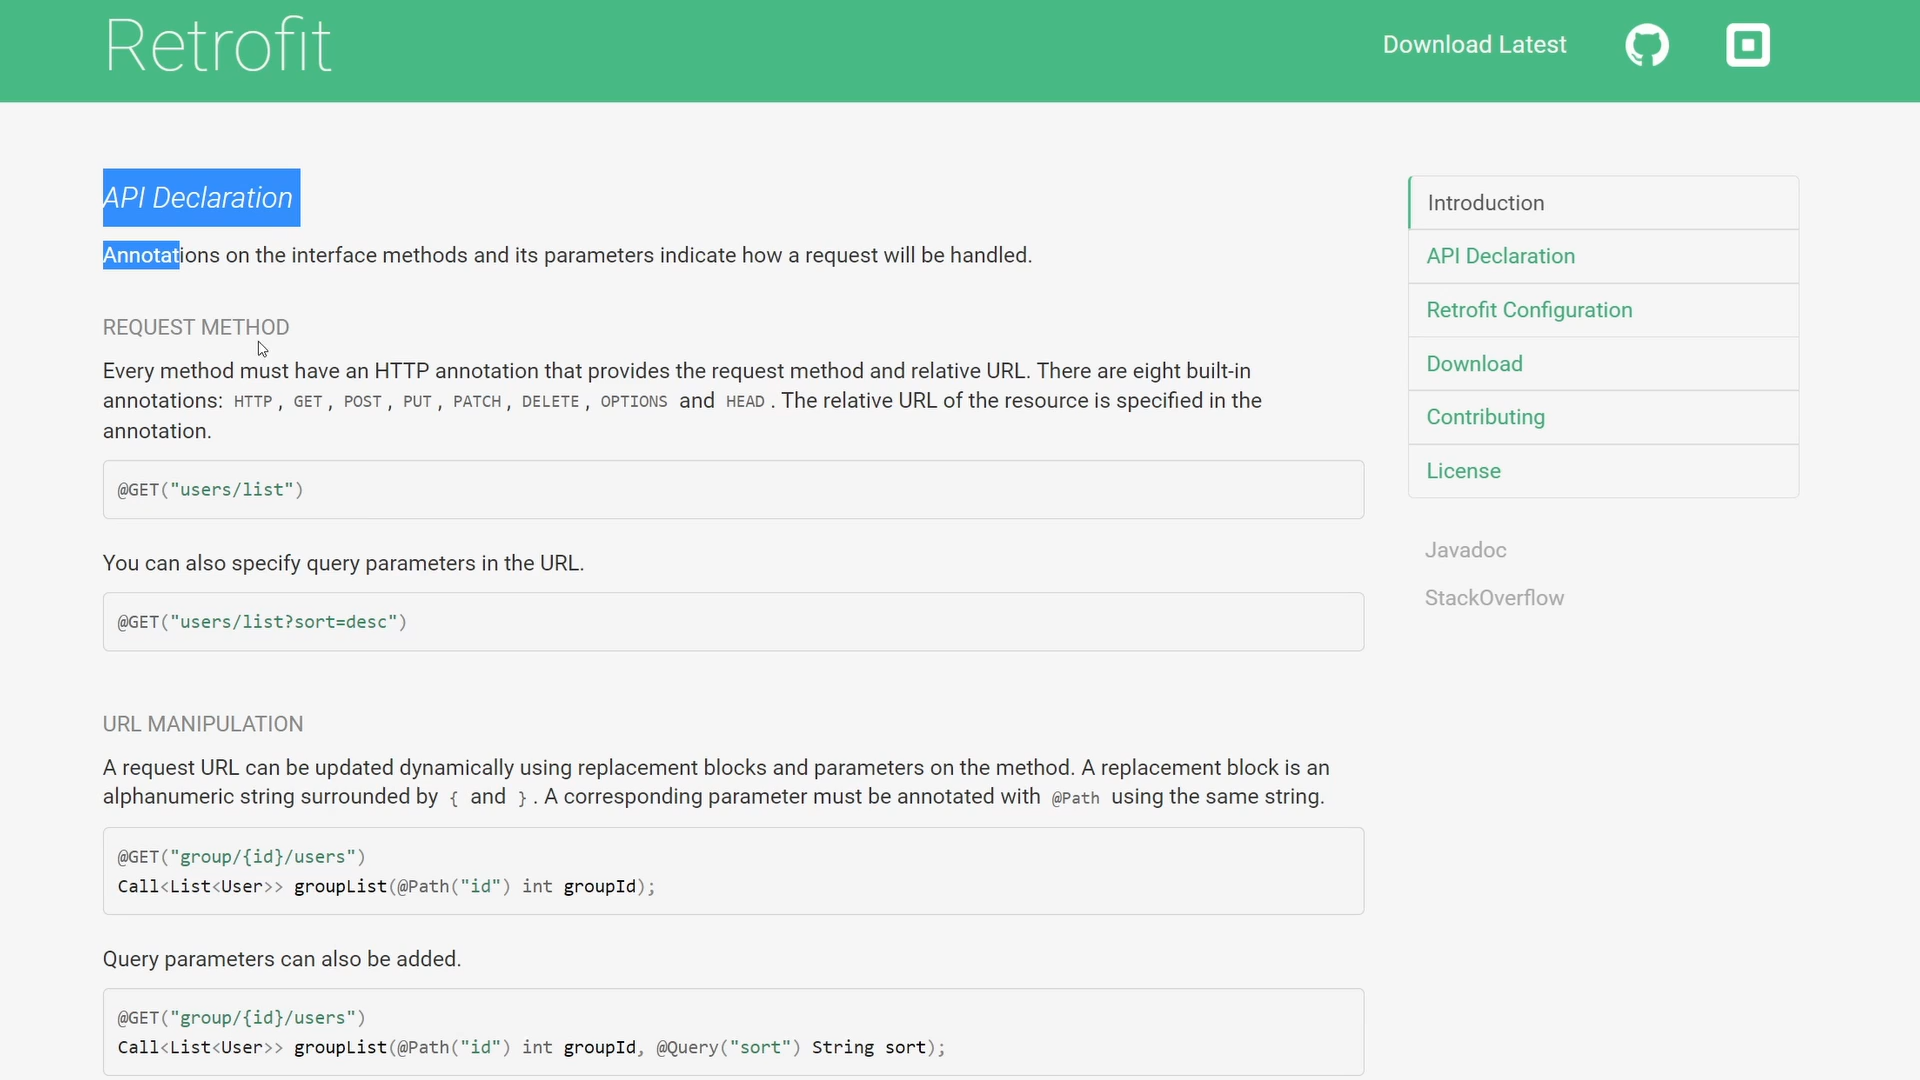 Retrofit
Download Latest
API Declaration
Annotations on the interface methods and its parameters indicate how a request will be handled.
REQUEST METHOD
Every method must have an HTTP annotation that provides the request method and relative URL. There are eight built-in
annotations: HTTP, GET, POST, PUT, PATCH, DELETE, OPTIONS and HEAD. The relative URL of the resource is specified in the
annotation.
@GET("users/list")
You can also specify query parameters in the URL.
@GET("users/list?sort=desc")
URL MANIPULATION
A request URL can be updated dynamically using replacement blocks and parameters on the method. A replacement block is an
alphanumeric string surrounded by { and }. A corresponding parameter must be annotated with @Path using the same string.
@GET("group/{id}/users")
Call<List<User>> groupList(@Path("id") int groupId);
Query parameters can also be added.
@GET("group/{id}/users")
Call<List<User>> groupList(@Path("id") int groupId, @Query("sort") String sort);
Introduction
API Declaration
Retrofit Configuration
Download
Contributing
License
Javadoc
StackOverflow